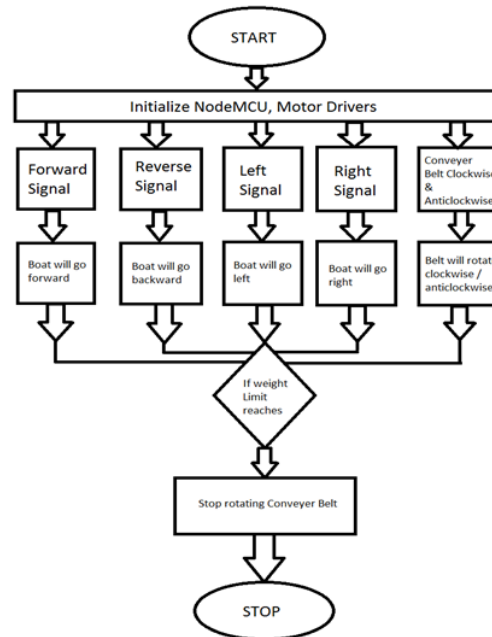 START
Initialize NodeMCU, Motor Drivers
Forward
Signal
Reverse
Signal
Left
Signal
Right
Signal
Conveyer
Belt Clockwise
&
Anticlockwise
Boat will go
forward
Boat will go
backward
Boat will go
left
Boat will go
right
Belt will rotat
clockwise /
anticlockwise
If weight
Limit
reaches
Stop rotating Conveyer Belt
STOP